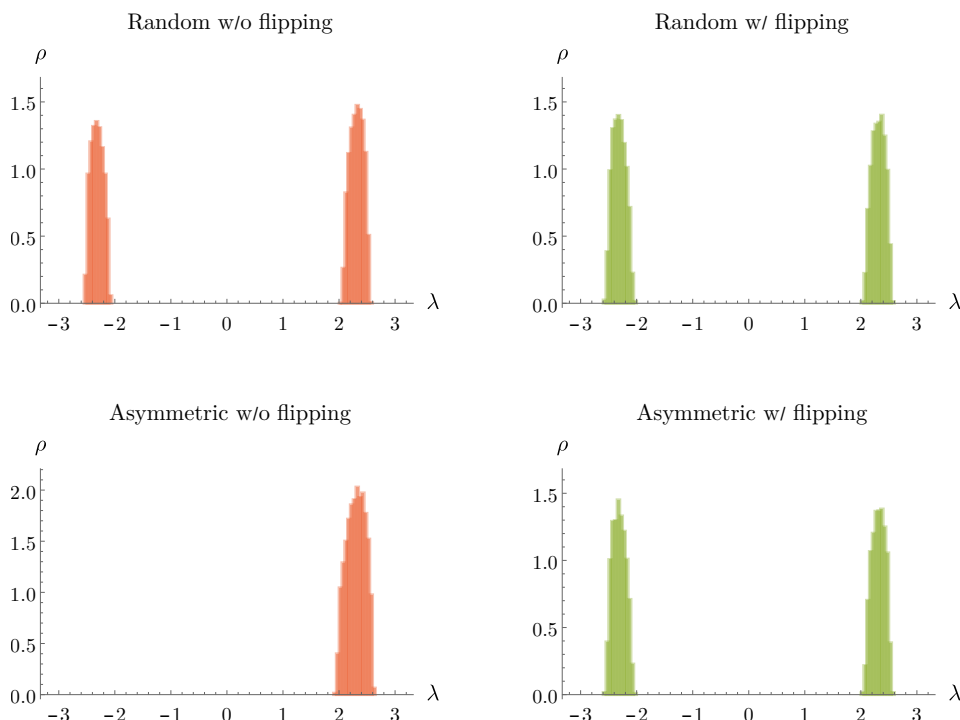 Random w/o flipping
ρ
1.5
1.0
0.5
0.0
−3 −2 −1 0 1 2 3 λ
Random w/ flipping
ρ
1.5
1.0
0.5
0.0
−3 −2 −1 0 1 2 3 λ
Asymmetric w/o flipping
ρ
2.0
1.5
1.0
0.5
0.0
−3 −2 −1 0 1 2 3 λ
Asymmetric w/ flipping
ρ
1.5
1.0
0.5
0.0
−3 −2 −1 0 1 2 3 λ